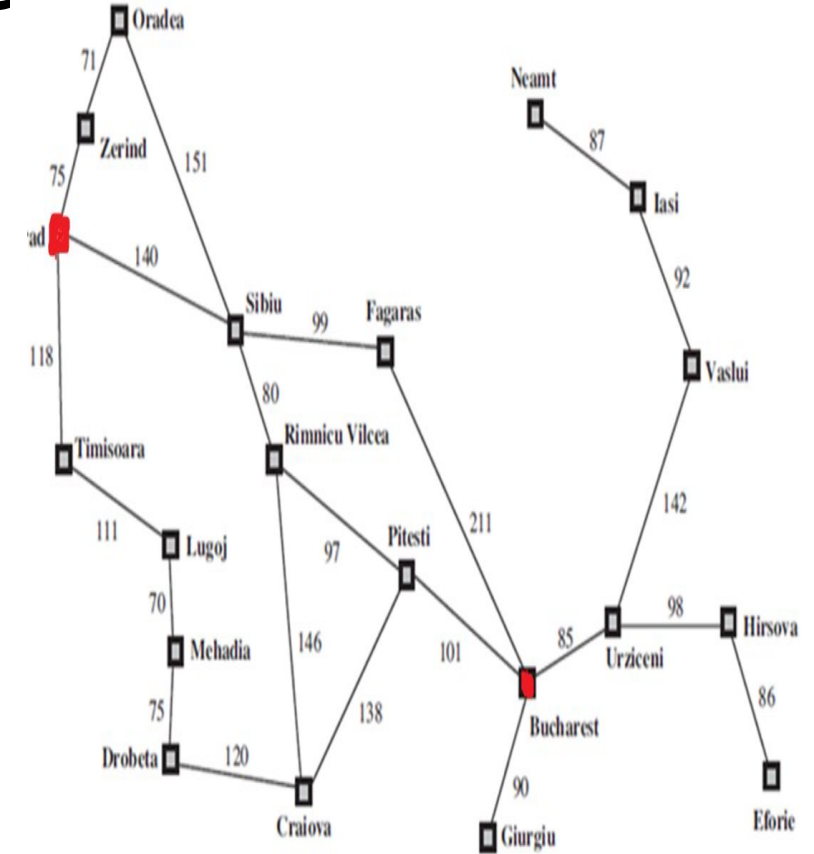 Oradea
71
Neamt
87
Zerind
151
75
Iasi
ad
140
92
Sibiu
99
Fagaras
118
Vaslui
80
Rimnicu Vilcea
Timisoara
142
111
211
Lugoj
97
Pitesti
98
70
Hirsova
146
85
Mehadia
101
Urziceni
86
75
138
Bucharest
Drobeta
120
90
Craiova
Giurgiu
Eforie